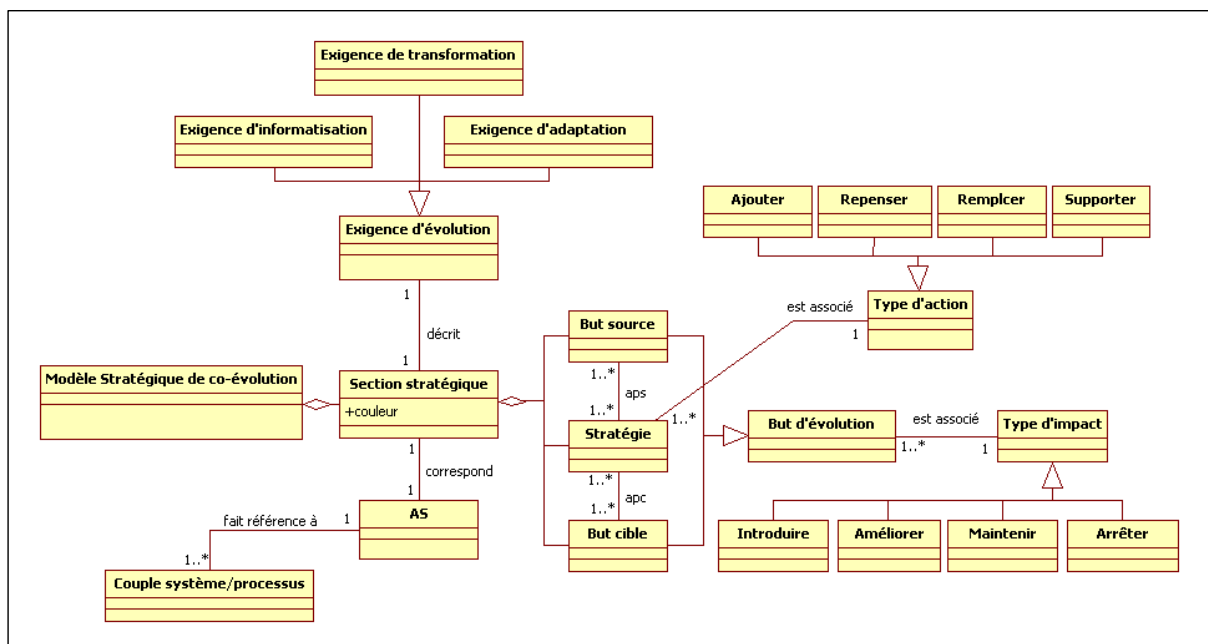 Exigence de transformation
Exigence d'informatisation
Exigence d'adaptation
Exigence d'évolution
Ajouter
Repenser
Remplcer
Supporter
Type d'action
est associé
1
1
décrit
1
But source
1..*
aps
1..*
Modèle Stratégique de co-évolution
Section stratégique
+couleur
Stratégie
1..*
But d'évolution
est associé
1..*
1
Type d'impact
1
correspond
1
1..*
apc
1..*
AS
fait référence à
1
1..*
But cible
Introduire
Améliorer
Maintenir
Arrêter
Couple système/processus